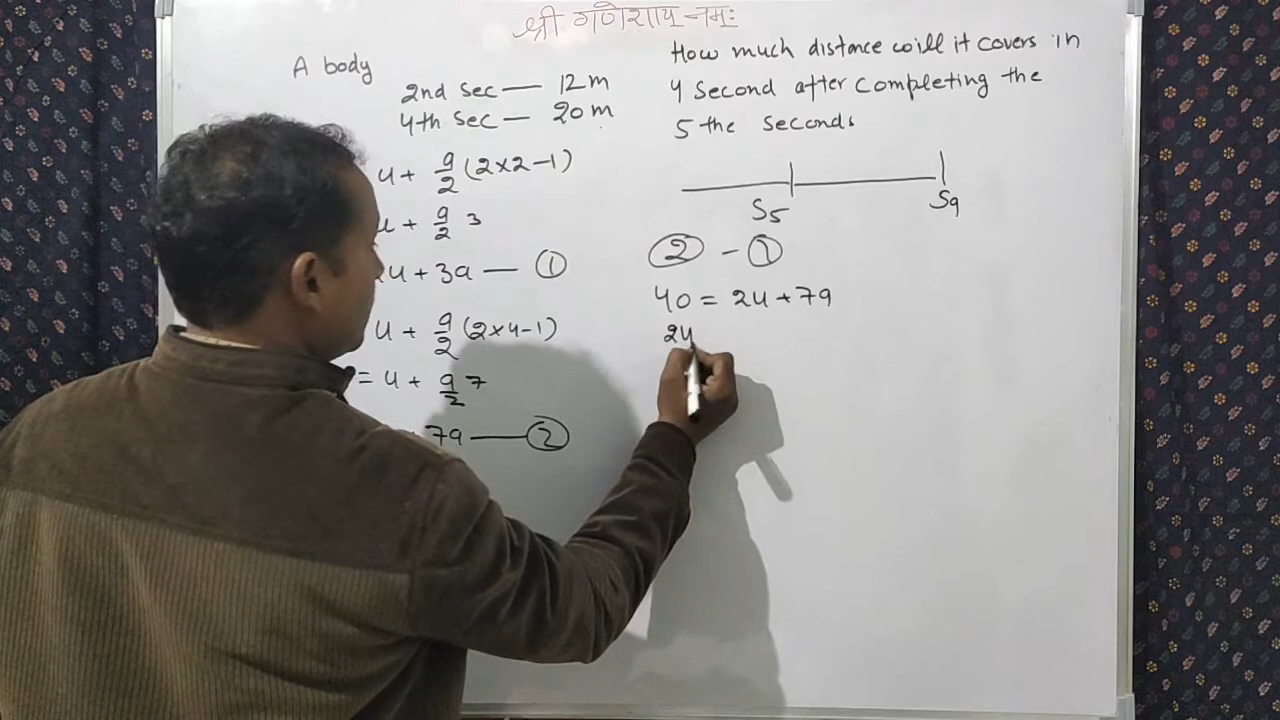 श्री गणेशाय नमः
A body
2nd sec — 12 m
4th sec — 20 m
u + a/2 (2×2-1)
u + a/2 3
2u + 3a — ①
u + a/2 (2×4-1)
= u + a/2 7
7a — ②
How much distance will it covers in
4 second after completing the
5 the seconds
S5 S9
② - ①
40 = 2u + 7a
24